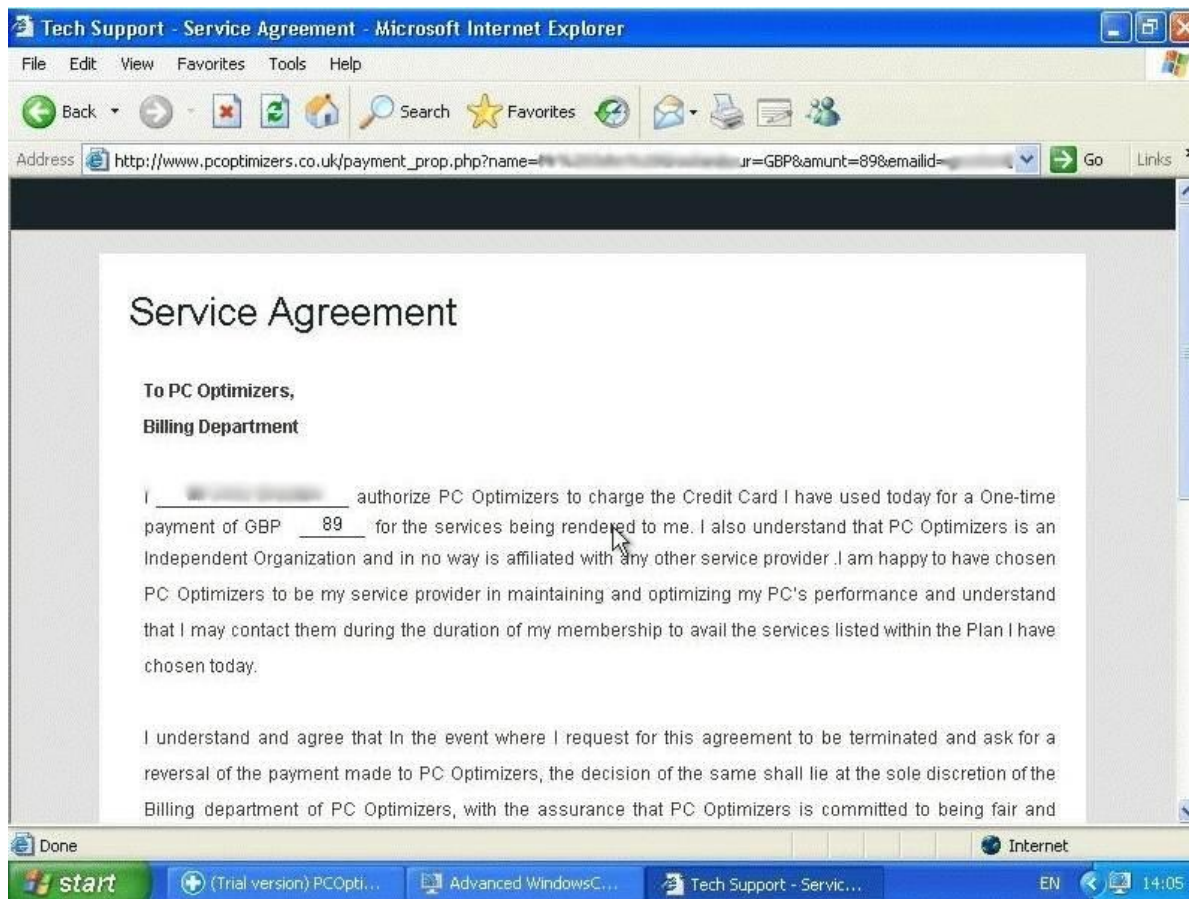 Tech Support - Service Agreement - Microsoft Internet Explorer
File Edit View Favorites Tools Help
Back Search Favorites
Address http://www.pcoptimizers.co.uk/payment_prop.php?name= ur=GBP&amunt=89&emailid= Go Links
Service Agreement
To PC Optimizers,
Billing Department
I authorize PC Optimizers to charge the Credit Card I have used today for a One-time
payment of GBP 89 for the services being rendered to me. I also understand that PC Optimizers is an
Independent Organization and in no way is affiliated with any other service provider .I am happy to have chosen
PC Optimizers to be my service provider in maintaining and optimizing my PC's performance and understand
that I may contact them during the duration of my membership to avail the services listed within the Plan I have
chosen today.
I understand and agree that In the event where I request for this agreement to be terminated and ask for a
reversal of the payment made to PC Optimizers, the decision of the same shall lie at the sole discretion of the
Billing department of PC Optimizers, with the assurance that PC Optimizers is committed to being fair and
Done Internet
start (Trial version) PCOpti... Advanced WindowsC... Tech Support - Servic... EN 14:05